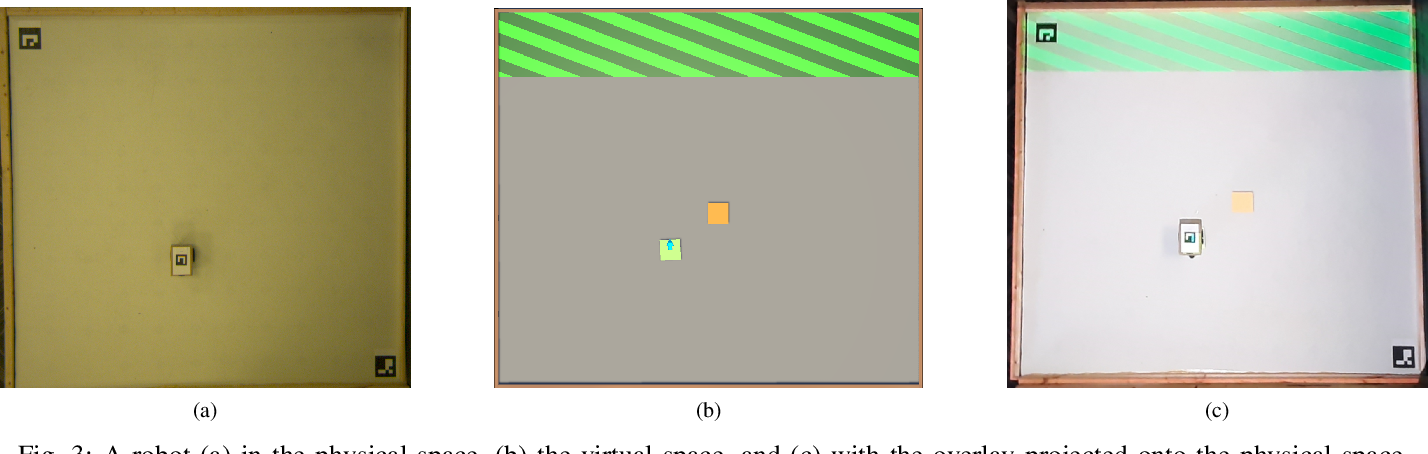 (a)
(b)
(c)
Fig. 3: A robot (a) in the physical space, (b) the virtual space, and (c) with the overlay projected onto the physical space